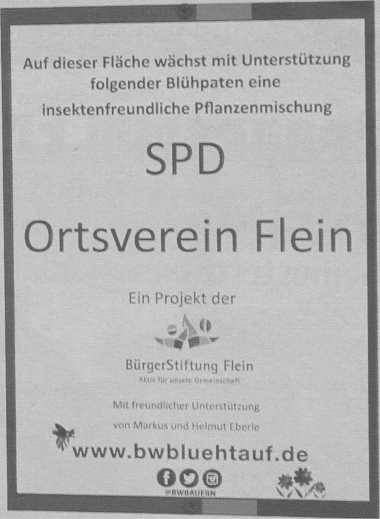 Auf dieser Fläche wächst mit Unterstützung
folgender Blühpaten eine
insektenfreundliche Pflanzenmischung
SPD
Ortsverein Flein
Ein Projekt der
BürgerStiftung Flein
Aktiv für unsere Gemeinschaft
Mit freundlicher Unterstützung
von Markus und Helmut Eberle
www.bwbluehtauf.de
@BWBAUERN